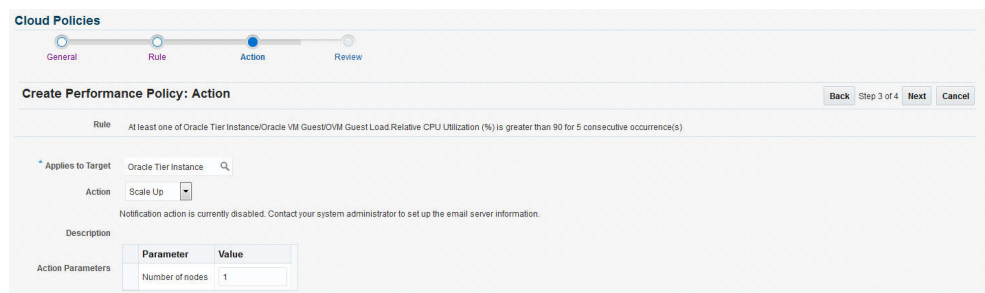 Cloud Policies
General Rule Action Review
Create Performance Policy: Action Back Step 3 of 4 Next Cancel
Rule At least one of Oracle Tier Instance/Oracle VM Guest/OVM Guest Load.Relative CPU Utilization (%) is greater than 90 for 5 consecutive occurrence(s)
* Applies to Target Oracle Tier Instance
Action Scale Up
Notification action is currently disabled. Contact your system administrator to set up the email server information.
Description
Parameter Value
Action Parameters
Number of nodes 1